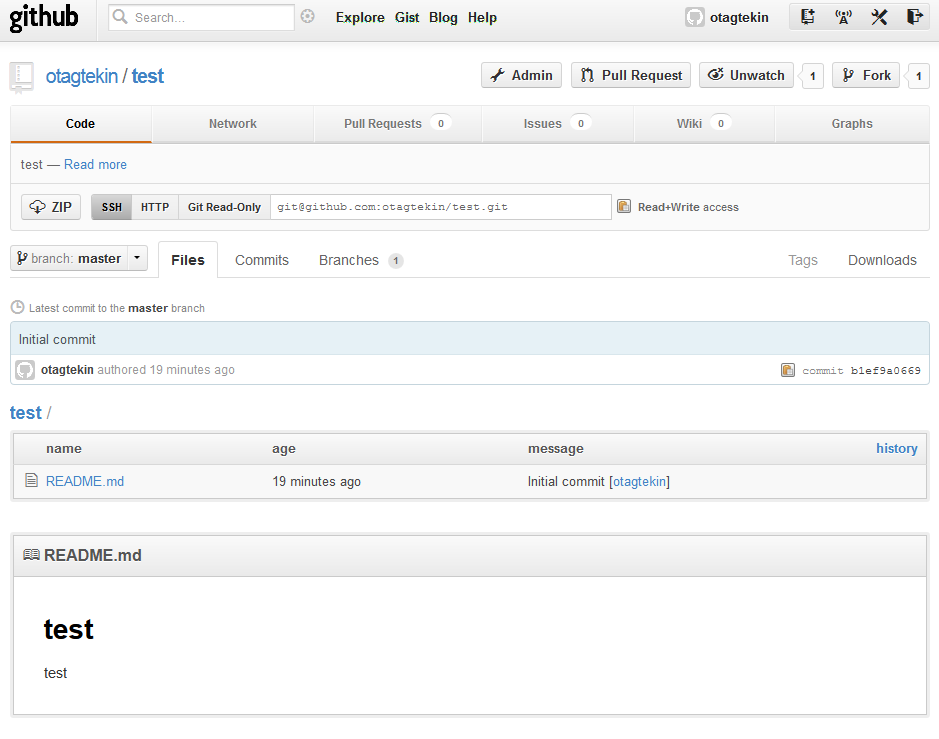 github Search... Explore Gist Blog Help otagtekin
otagtekin / test Admin Pull Request Unwatch 1 Fork 1
Code Network Pull Requests 0 Issues 0 Wiki 0 Graphs
test — Read more
ZIP SSH HTTP Git Read-Only git@github.com:otagtekin/test.git Read+Write access
branch: master Files Commits Branches 1 Tags Downloads
Latest commit to the master branch
Initial commit
otagtekin authored 19 minutes ago commit b1ef9a0669
test /
name age message history
README.md 19 minutes ago Initial commit [otagtekin]
README.md
test
test